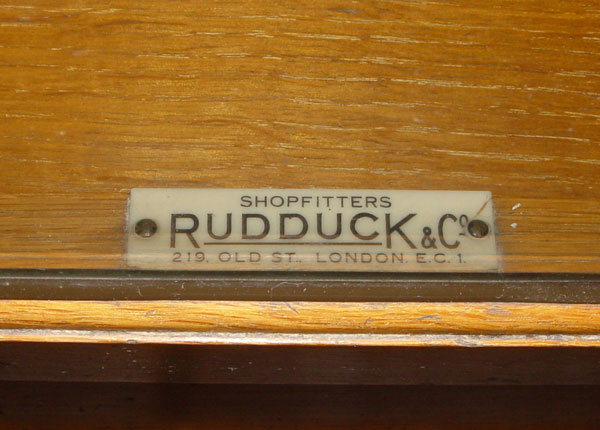 SHOPFITTERS
RUDDUCK & Cº
219, OLD ST., LONDON. E.C. 1.